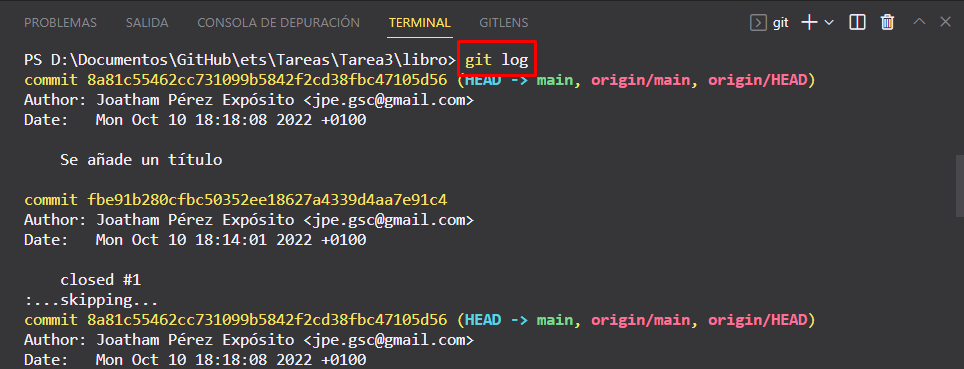 PROBLEMAS SALIDA CONSOLA DE DEPURACIÓN TERMINAL GITLENS git
PS D:\Documentos\GitHub\ets\Tareas\Tarea3\libro> git log
commit 8a81c55462cc731099b5842f2cd38fbc47105d56 (HEAD -> main, origin/main, origin/HEAD)
Author: Joatham Pérez Expósito <jpe.gsc@gmail.com>
Date:   Mon Oct 10 18:18:08 2022 +0100
    Se añade un título
commit fbe91b280cfbc50352ee18627a4339d4aa7e91c4
Author: Joatham Pérez Expósito <jpe.gsc@gmail.com>
Date:   Mon Oct 10 18:14:01 2022 +0100
    closed #1
:...skipping...
commit 8a81c55462cc731099b5842f2cd38fbc47105d56 (HEAD -> main, origin/main, origin/HEAD)
Author: Joatham Pérez Expósito <jpe.gsc@gmail.com>
Date:   Mon Oct 10 18:18:08 2022 +0100